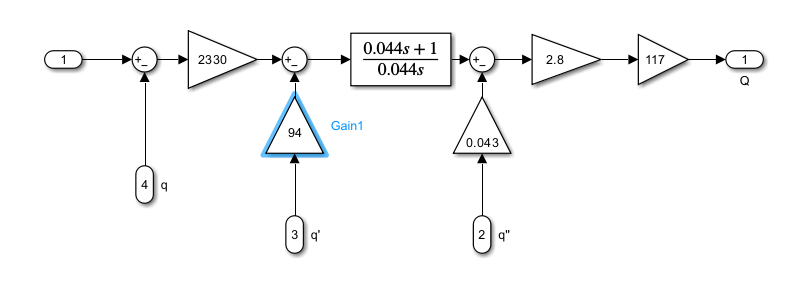 1
+_
2330
+_
0.044s + 1
0.044s
+_
2.8
117
1
Q
94
Gain1
0.043
4 q
3 q'
2 q"